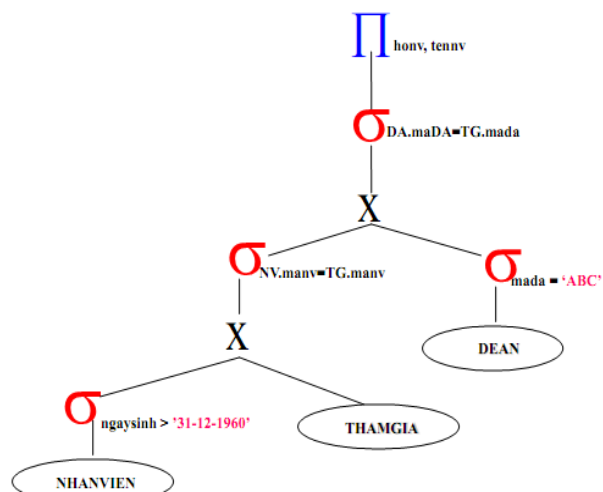 ∏ honv, tennv
σ DA.maDA=TG.mada
X
σ NV.manv=TG.manv
σ mada = ‘ABC’
X
DEAN
σ ngaysinh > ’31-12-1960’
THAMGIA
NHANVIEN